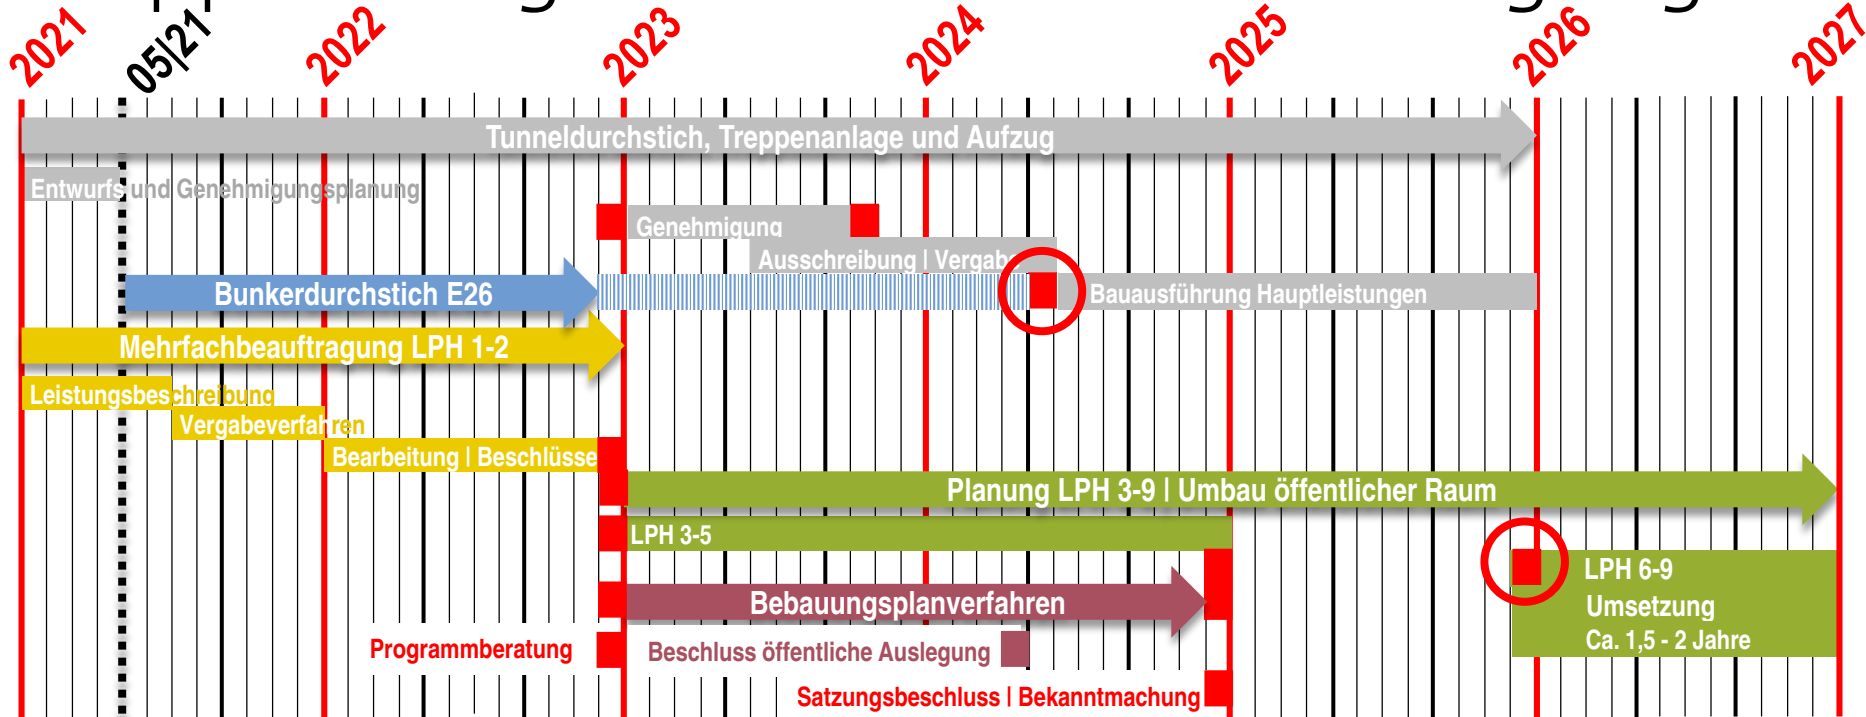 2021 05|21 2022 2023 2024 2025 2026 2027
Tunneldurchstich, Treppenanlage und Aufzug
Entwurfs und Genehmigungsplanung
Genehmigung
Ausschreibung | Vergabe
Bunkerdurchstich E26
Bauausführung Hauptleistungen
Mehrfachbeauftragung LPH 1-2
Leistungsbeschreibung
Vergabeverfahren
Bearbeitung | Beschlüsse
Planung LPH 3-9 | Umbau öffentlicher Raum
LPH 3-5
LPH 6-9
Umsetzung
Ca. 1,5 - 2 Jahre
Bebauungsplanverfahren
Programmberatung
Beschluss öffentliche Auslegung
Satzungsbeschluss | Bekanntmachung